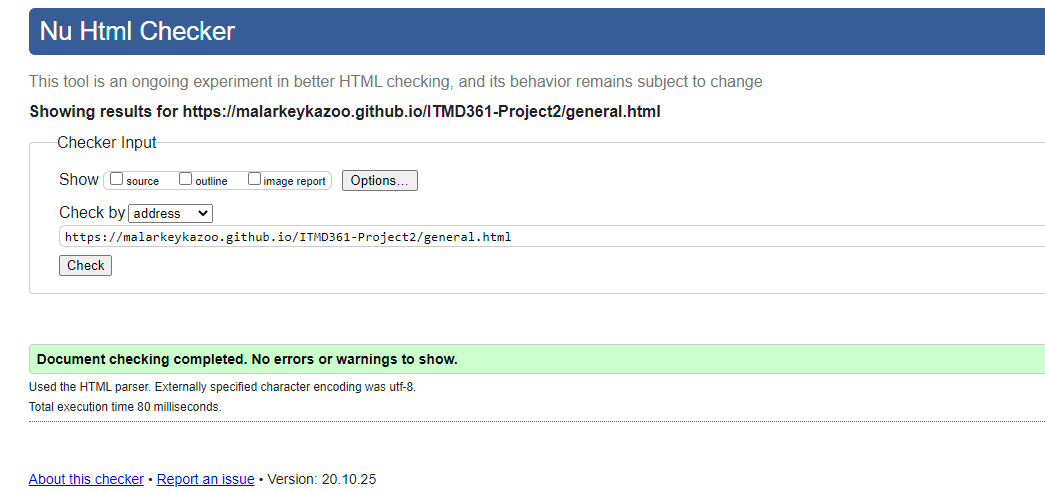 Nu Html Checker
This tool is an ongoing experiment in better HTML checking, and its behavior remains subject to change
Showing results for https://malarkeykazoo.github.io/ITMD361-Project2/general.html
Checker Input
Show source outline image report Options...
Check by address
https://malarkeykazoo.github.io/ITMD361-Project2/general.html
Check
Document checking completed. No errors or warnings to show.
Used the HTML parser. Externally specified character encoding was utf-8.
Total execution time 80 milliseconds.
About this checker • Report an issue • Version: 20.10.25